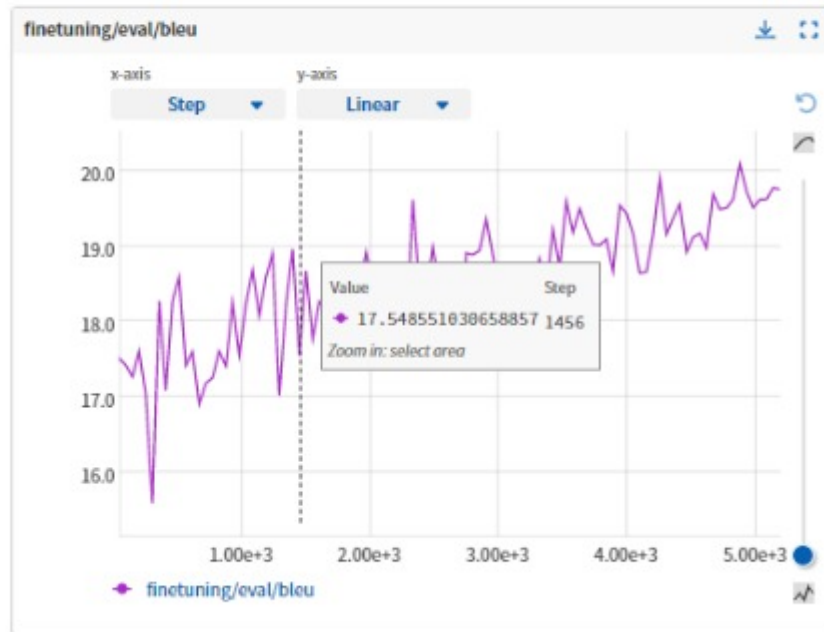 finetuning/eval/bleu
x-axis y-axis
Step Linear
20.0
19.0
18.0
17.0
16.0
Value Step
17.548551030658857 1456
Zoom in: select area
1.00e+3 2.00e+3 3.00e+3 4.00e+3 5.00e+3
finetuning/eval/bleu